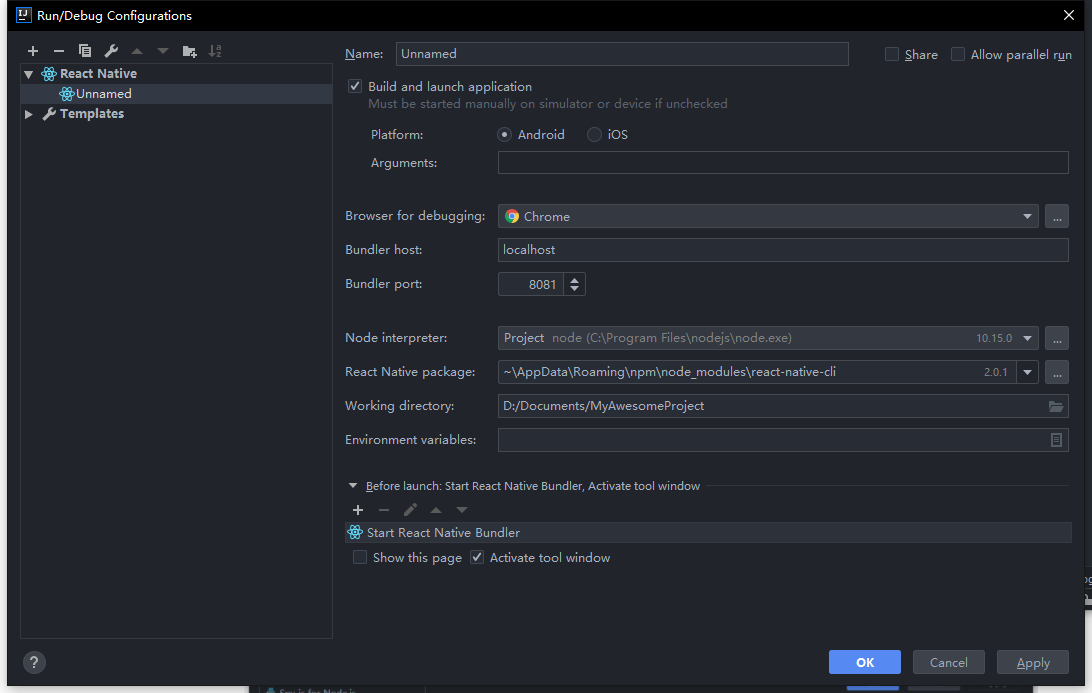 IJ Run/Debug Configurations
React Native
Unnamed
Templates
Name: Unnamed Share Allow parallel run
Build and launch application
Must be started manually on simulator or device if unchecked
Platform: Android iOS
Arguments:
Browser for debugging: Chrome ...
Bundler host: localhost
Bundler port: 8081
Node interpreter: Project node (C:\Program Files\nodejs\node.exe) 10.15.0 ...
React Native package: ~\AppData\Roaming\npm\node_modules\react-native-cli 2.0.1 ...
Working directory: D:/Documents/MyAwesomeProject
Environment variables:
Before launch: Start React Native Bundler, Activate tool window
Start React Native Bundler
Show this page Activate tool window
? OK Cancel Apply